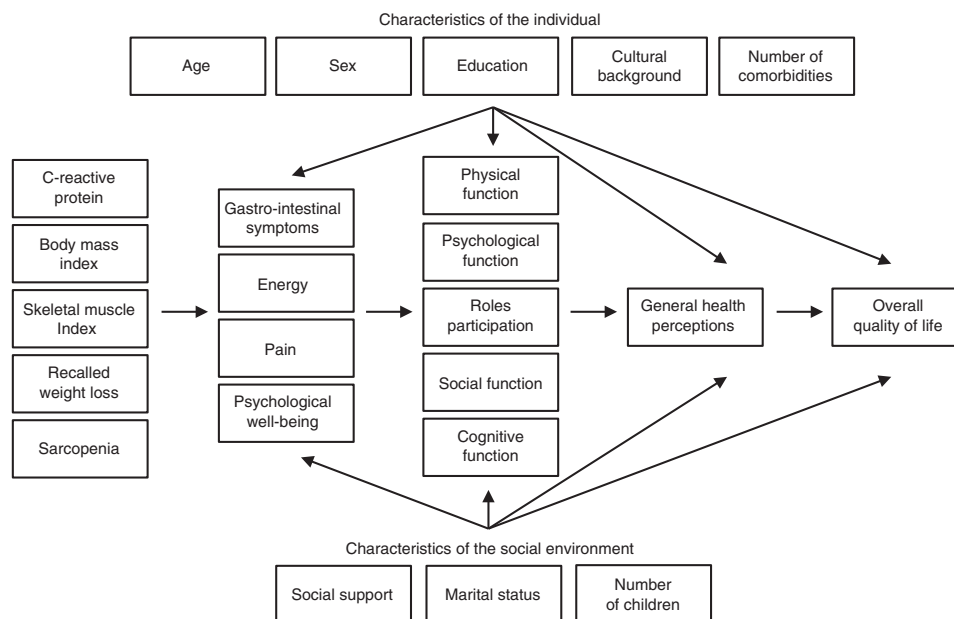 Characteristics of the individual
Age
Sex
Education
Cultural
background
Number of
comorbidities
C-reactive
protein
Body mass
index
Skeletal muscle
Index
Recalled
weight loss
Sarcopenia
Gastro-intestinal
symptoms
Energy
Pain
Psychological
well-being
Physical
function
Psychological
function
Roles
participation
Social function
Cognitive
function
General health
perceptions
Overall
quality of life
Characteristics of the social environment
Social support
Marital status
Number
of children